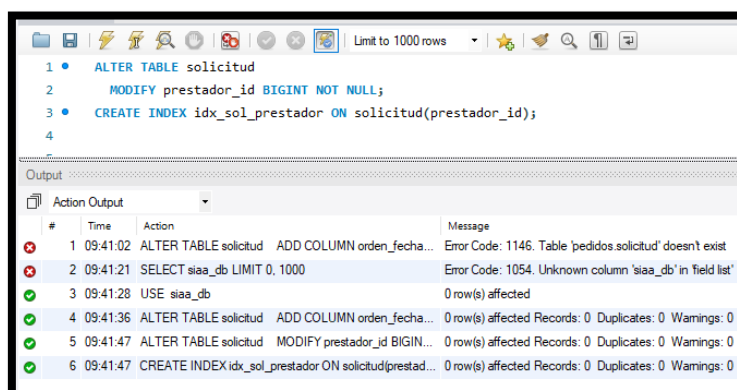 Limit to 1000 rows
1 ALTER TABLE solicitud
2 MODIFY prestador_id BIGINT NOT NULL;
3 CREATE INDEX idx_sol_prestador ON solicitud(prestador_id);
4
Output
Action Output
# Time Action Message
1 09:41:02 ALTER TABLE solicitud ADD COLUMN orden_fecha... Error Code: 1146. Table 'pedidos.solicitud' doesn't exist
2 09:41:21 SELECT siaa_db LIMIT 0, 1000 Error Code: 1054. Unknown column 'siaa_db' in 'field list'
3 09:41:28 USE siaa_db 0 row(s) affected
4 09:41:36 ALTER TABLE solicitud ADD COLUMN orden_fecha... 0 row(s) affected Records: 0 Duplicates: 0 Warnings: 0
5 09:41:47 ALTER TABLE solicitud MODIFY prestador_id BIGIN... 0 row(s) affected Records: 0 Duplicates: 0 Warnings: 0
6 09:41:47 CREATE INDEX idx_sol_prestador ON solicitud(prestad... 0 row(s) affected Records: 0 Duplicates: 0 Warnings: 0